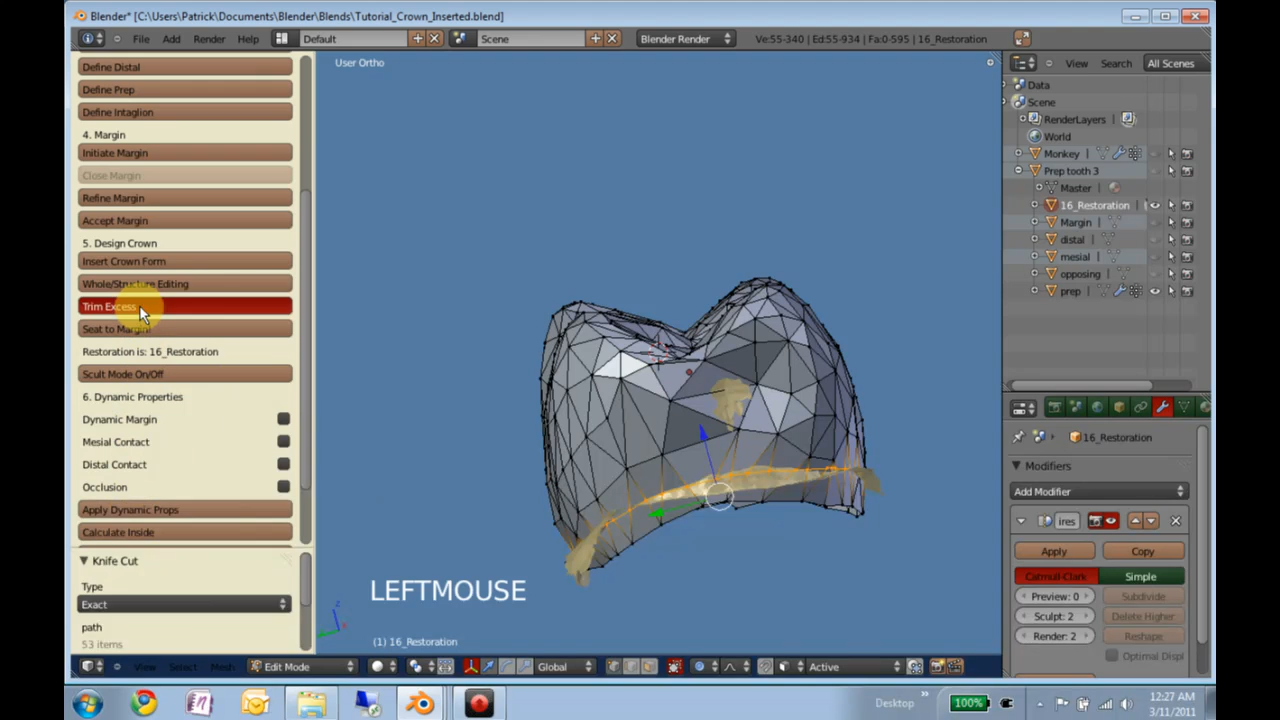 Blender* [C:\Users\Patrick\Documents\Blender\Blends\Tutorial_Crown_Inserted.blend]
File Add Render Help Default Scene Blender Render Ve:55-340 | Ed:55-934 | Fa:0-595 | 16_Restoration View Search All Scenes
Define Distal
Define Prep
Define Intaglion
4. Margin
Initiate Margin
Close Margin
Refine Margin
Accept Margin
5. Design Crown
Insert Crown Form
Whole/Structure Editing
Trim Excess
Seat to Margin!
Restoration is: 16_Restoration
Scult Mode On/Off
6. Dynamic Properties
Dynamic Margin
Mesial Contact
Distal Contact
Occlusion
Apply Dynamic Props
Calculate Inside
Knife Cut
Type
Exact
path
53 items
User Ortho
LEFTMOUSE
(1) 16_Restoration
View Select Mesh Edit Mode Global Active
Data
Scene
RenderLayers |
World
Monkey |
Prep tooth 3
Master |
16_Restoration
Margin |
distal |
mesial |
opposing |
prep |
16_Restoration
Modifiers
Add Modifier
ires
Apply Copy
Catmull-Clark Simple
Preview: 0 Subdivide
Sculpt: 2 Delete Higher
Render: 2 Reshape
Optimal Displ
Desktop » 100% 12:27 AM
3/11/2011